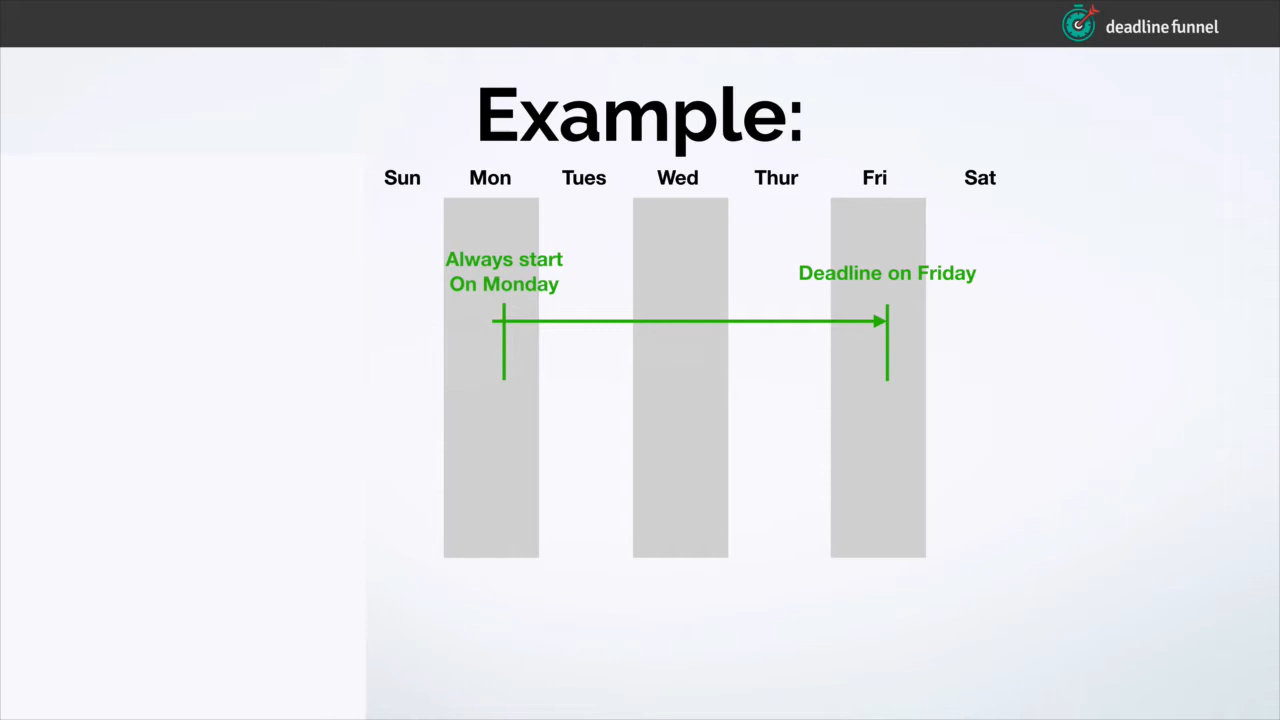 deadline funnel
Example:
Sun Mon Tues Wed Thur Fri Sat
Always start
On Monday
Deadline on Friday